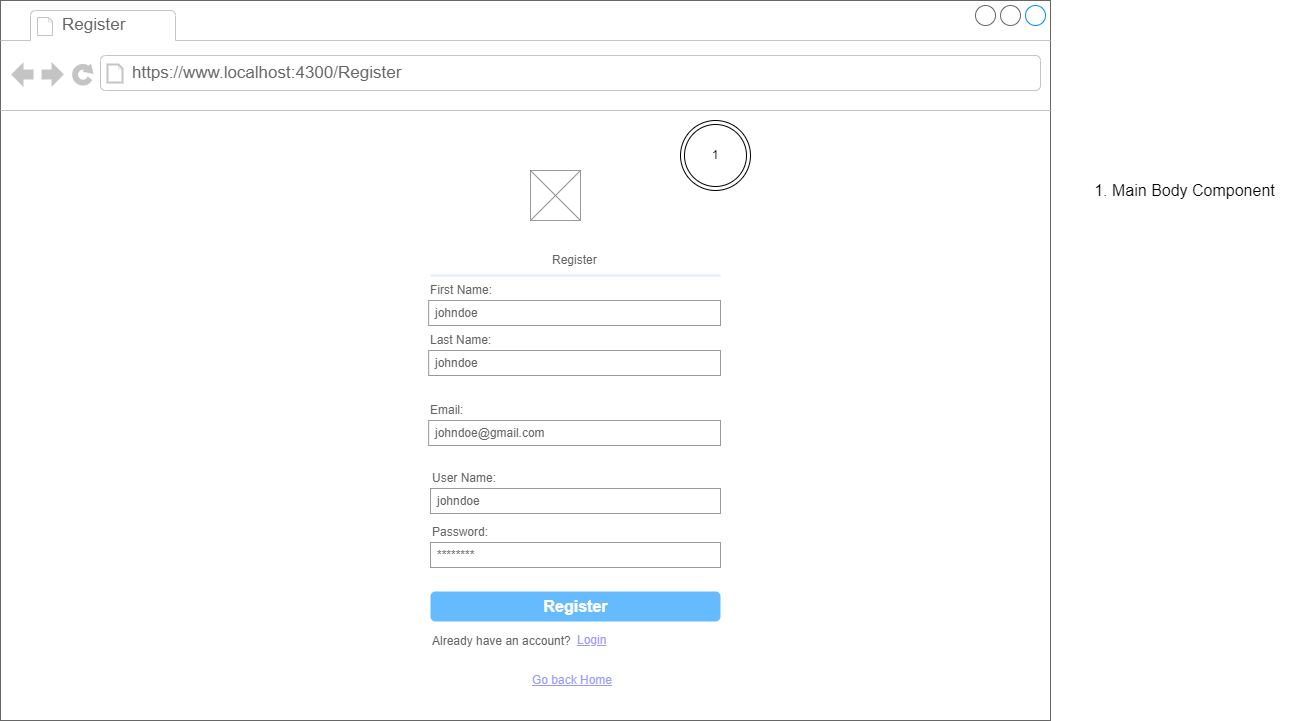 Register
https://www.localhost:4300/Register
1
1. Main Body Component
Register
First Name:
johndoe
Last Name:
johndoe
Email:
johndoe@gmail.com
User Name:
johndoe
Password:
********
Register
Already have an account? Login
Go back Home